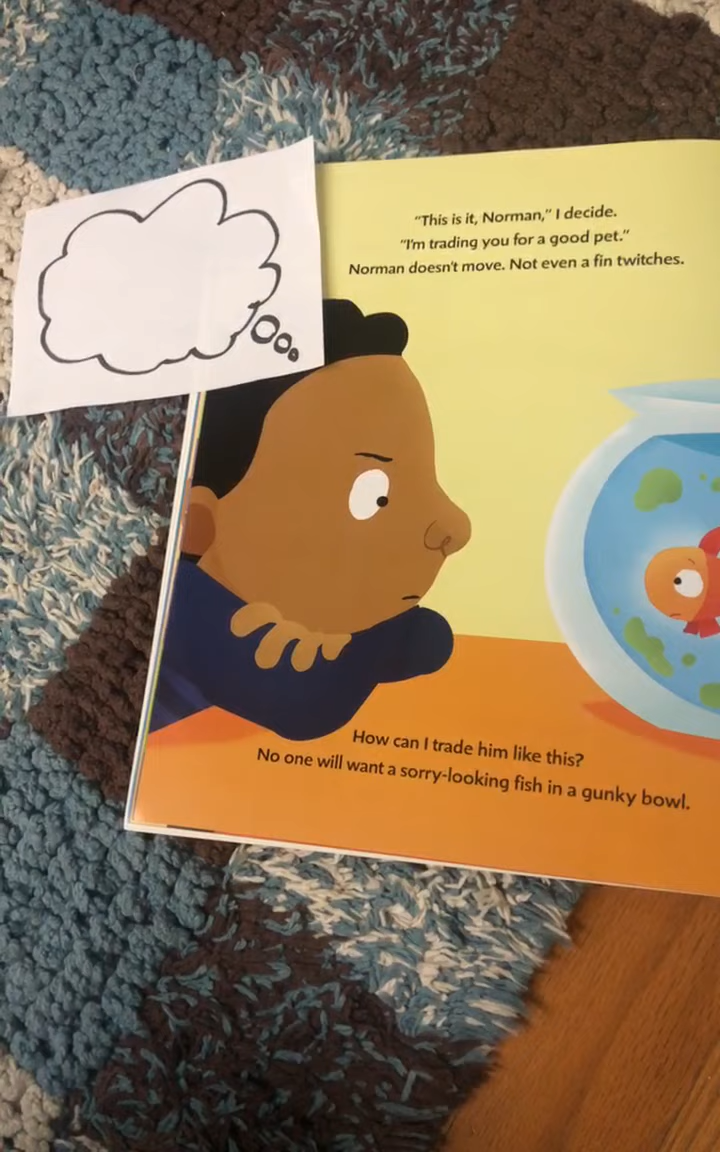 "This is it, Norman," I decide.
"I'm trading you for a good pet."
Norman doesn't move. Not even a fin twitches.
How can I trade him like this?
No one will want a sorry-looking fish in a gunky bowl.